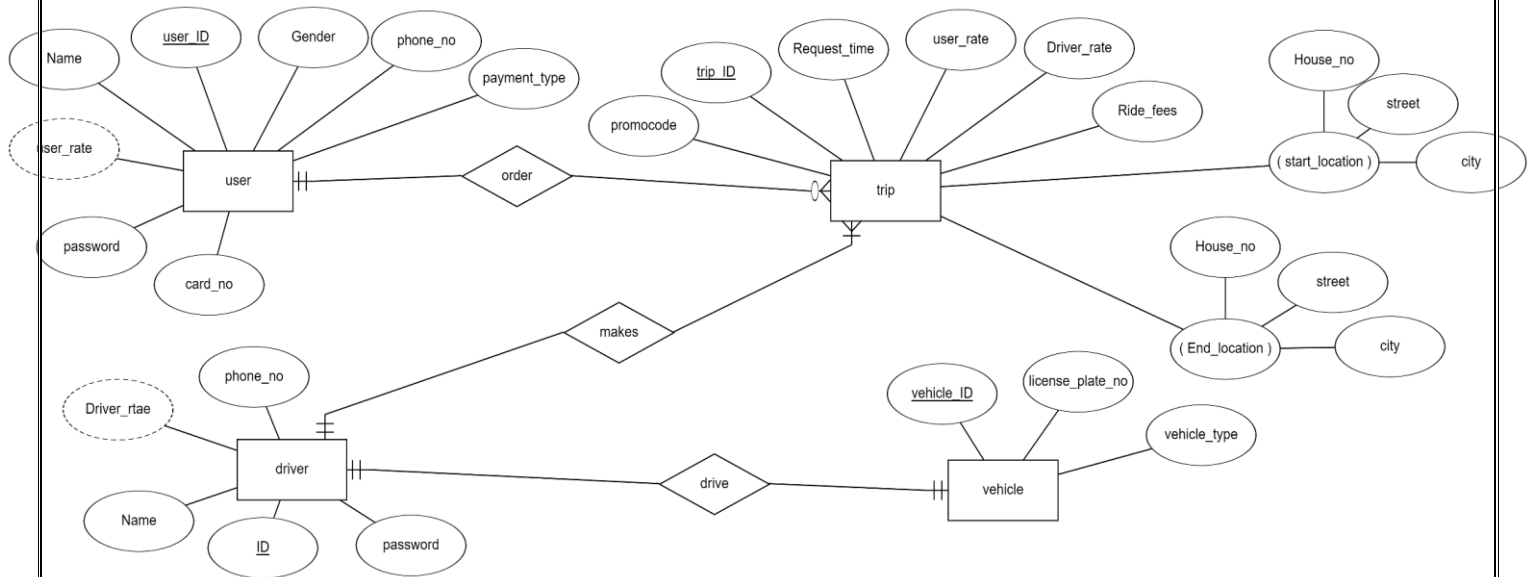 Name
user_ID
Gender
phone_no
payment_type
user_rate
user
password
card_no
order
promocode
trip_ID
Request_time
user_rate
Driver_rate
Ride_fees
trip
House_no
street
( start_location )
city
House_no
street
( End_location )
city
makes
phone_no
Driver_rtae
driver
Name
ID
password
drive
vehicle_ID
license_plate_no
vehicle_type
vehicle